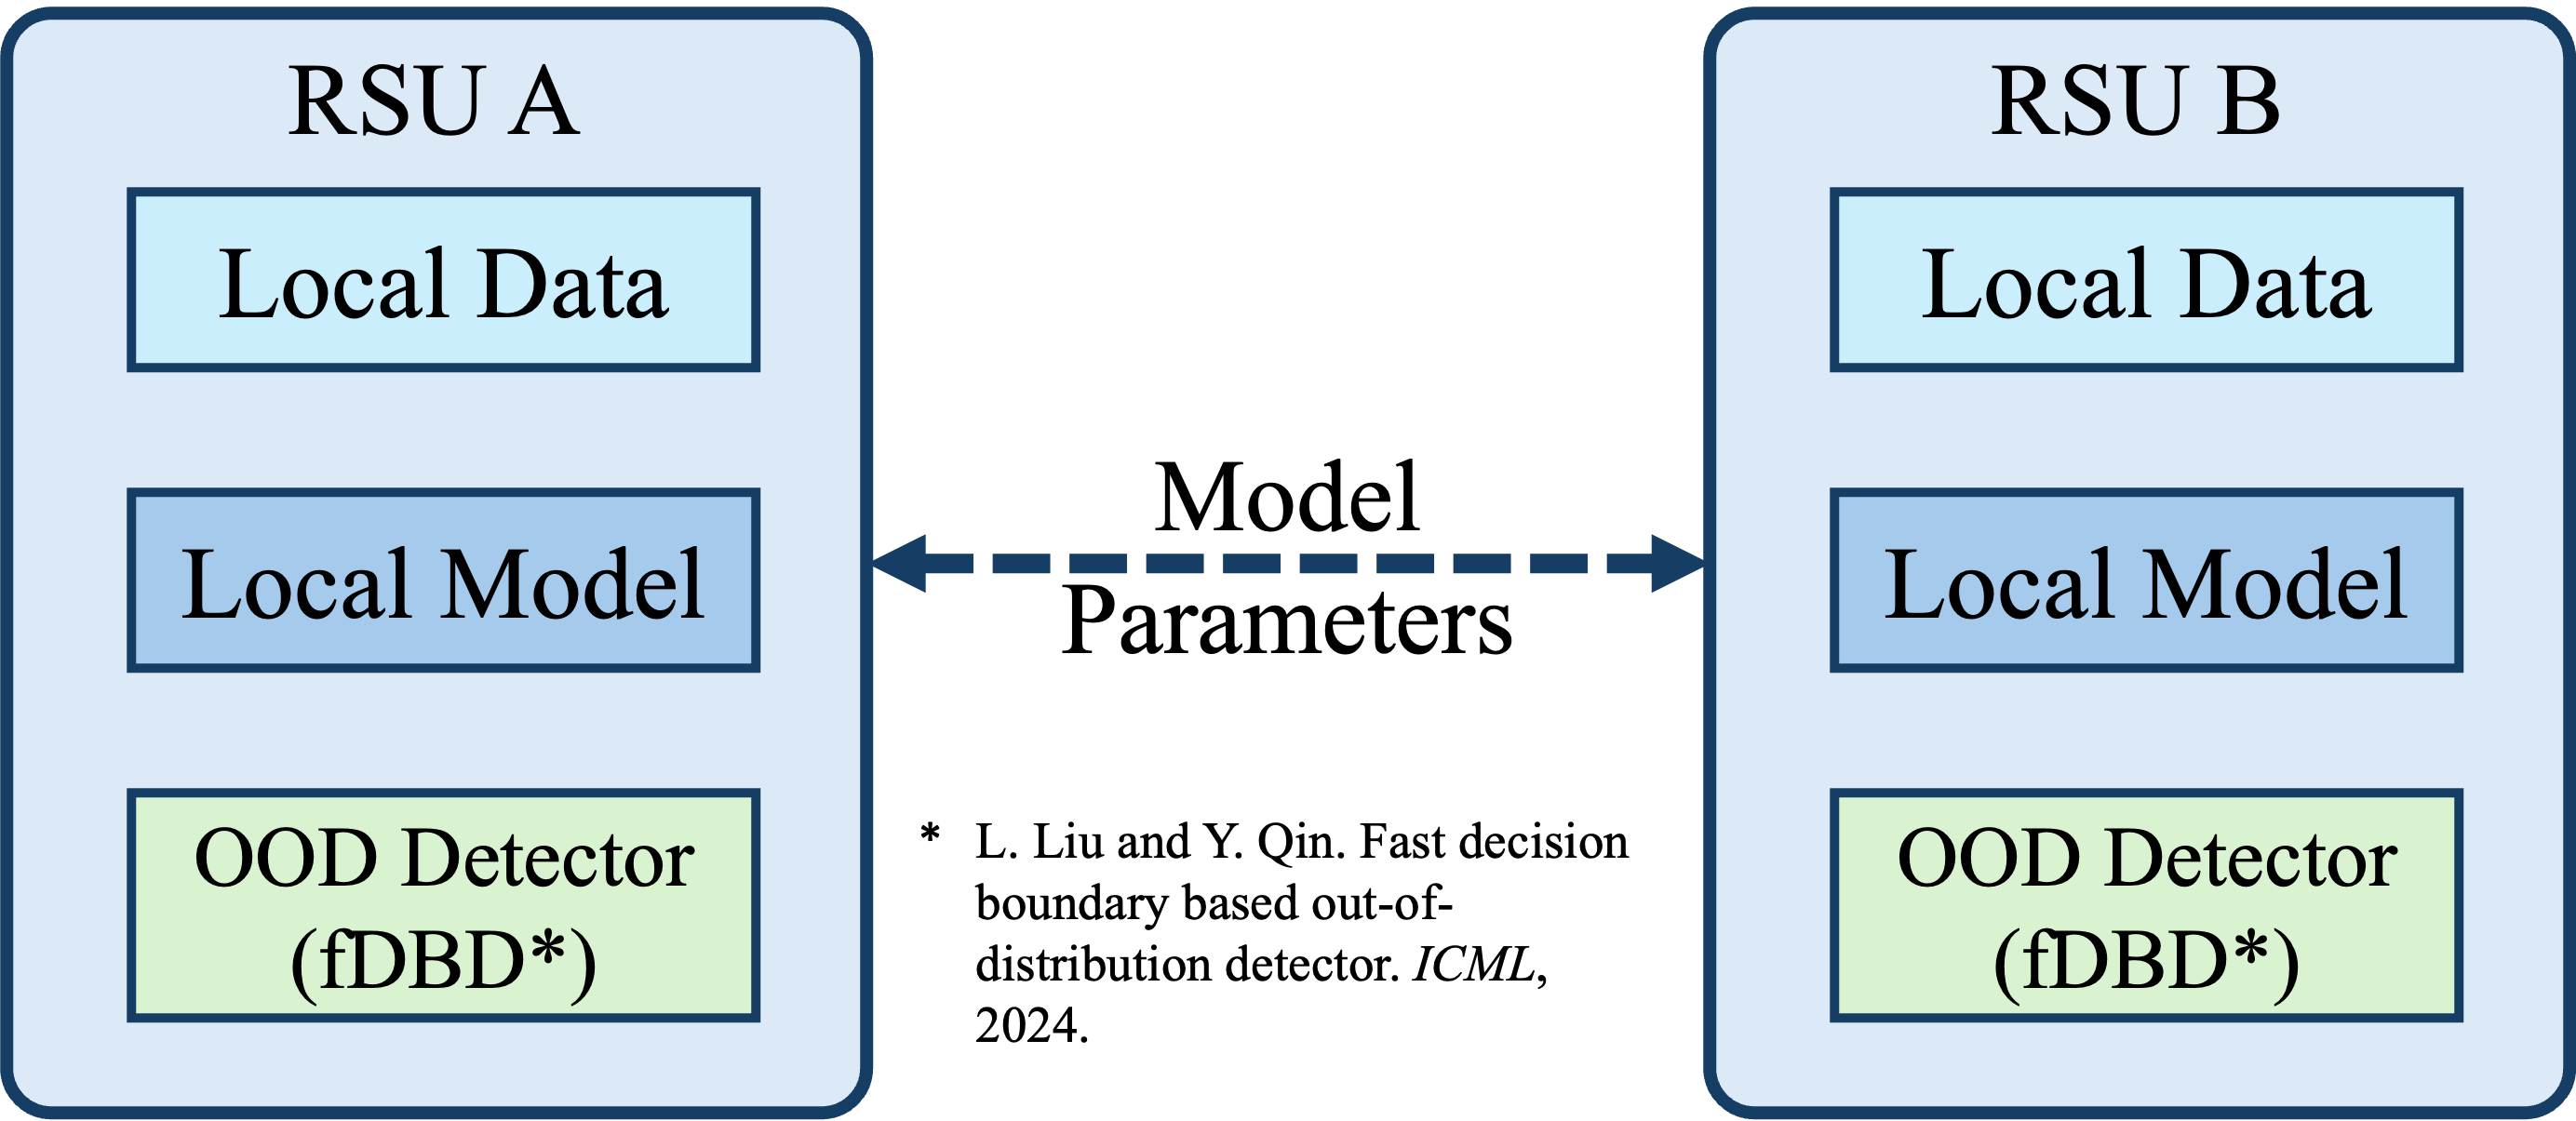 RSU A
Local Data
Local Model
OOD Detector
(fDBD*)
Model
Parameters
* L. Liu and Y. Qin. Fast decision
boundary based out-of-
distribution detector. ICML,
2024.
RSU B
Local Data
Local Model
OOD Detector
(fDBD*)